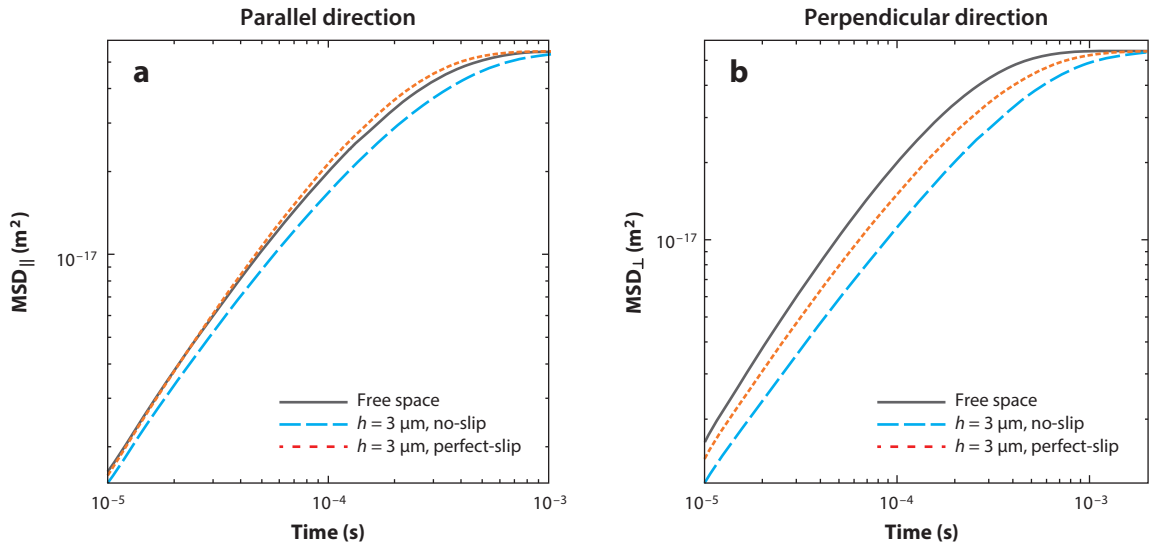 Parallel direction
a
MSD∥ (m²)
10⁻¹⁷
Free space
h = 3 μm, no-slip
h = 3 μm, perfect-slip
10⁻⁵
10⁻⁴
10⁻³
Time (s)
Perpendicular direction
b
MSD⊥ (m²)
10⁻¹⁷
Free space
h = 3 μm, no-slip
h = 3 μm, perfect-slip
10⁻⁵
10⁻⁴
10⁻³
Time (s)